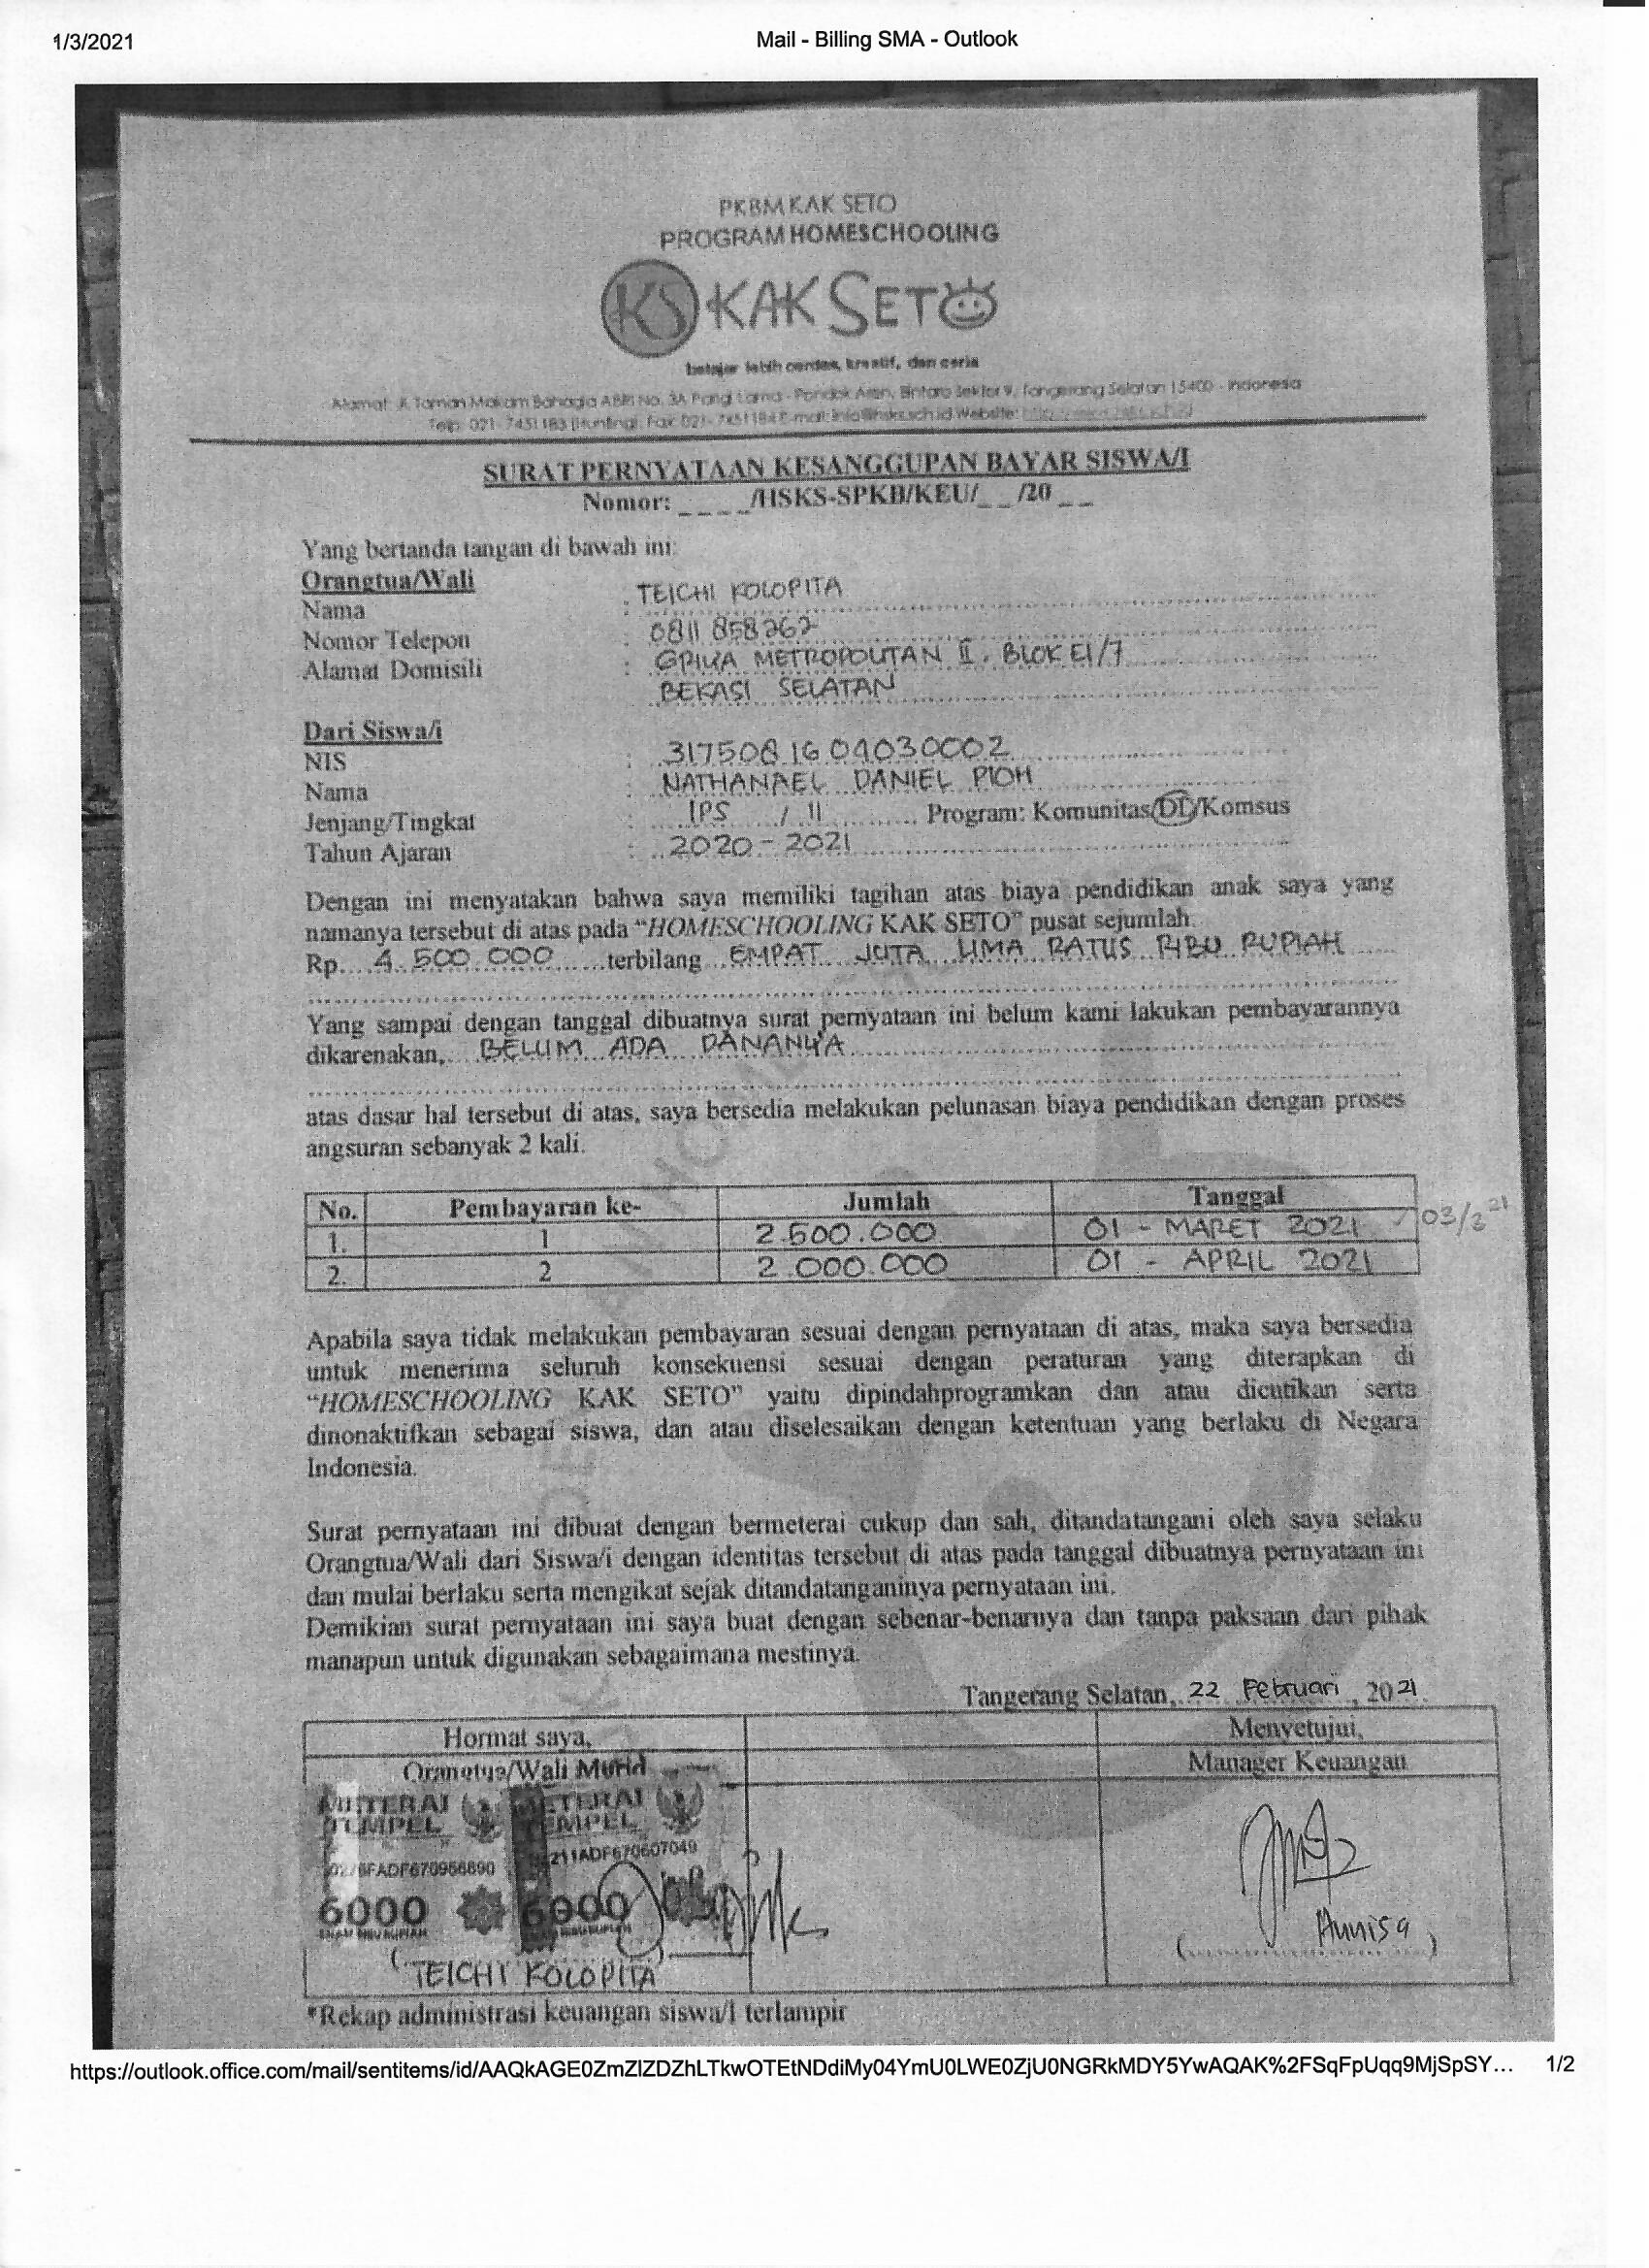 1/3/2021
Mail - Billing SMA - Outlook
PKBM KAK SETO
PROGRAM HOMESCHOOLING
KS KAK SETO
belajar lebih cerdas, kreatif, dan ceria
Alamat: Jl. Taman Makam Bahagia ABRI No. 3A Parigi Lama - Pondok Aren, Bintaro Sektor 9, Tangerang Selatan 15400 - Indonesia
Telp: 021- 7451183 (Hunting), Fax: 021- 7451184 E-mail: info@hsks.sch.id Website:
SURAT PERNYATAAN KESANGGUPAN BAYAR SISWA/I
Nomor: _ _ _ _/HSKS-SPKB/KEU/_ _/20 _ _
Yang bertanda tangan di bawah ini:
Orangtua/Wali
Nama : TEICHI KOLOPITA
Nomor Telepon : 0811 858262
Alamat Domisili : GRIYA METROPOLITAN II, BLOK E1/7
BEKASI SELATAN
Dari Siswa/i
NIS : 3175081604030002
Nama : NATHANAEL DANIEL PIOH
Jenjang/Tingkat : IPS / 11 Program: Komunitas/DL/Komsus
Tahun Ajaran : 2020 - 2021
Dengan ini menyatakan bahwa saya memiliki tagihan atas biaya pendidikan anak saya yang
namanya tersebut di atas pada “HOMESCHOOLING KAK SETO” pusat sejumlah.
Rp.... 4.500.000 ......terbilang... EMPAT JUTA LIMA RATUS RIBU RUPIAH
Yang sampai dengan tanggal dibuatnya surat pernyataan ini belum kami lakukan pembayarannya
dikarenakan, BELUM ADA DANANYA
atas dasar hal tersebut di atas, saya bersedia melakukan pelunasan biaya pendidikan dengan proses
angsuran sebanyak 2 kali.
No. Pembayaran ke- Jumlah Tanggal
1. 1 2.500.000 01 - MARET 2021 03/3 21
2. 2 2.000.000 01 - APRIL 2021
Apabila saya tidak melakukan pembayaran sesuai dengan pernyataan di atas, maka saya bersedia
untuk menerima seluruh konsekuensi sesuai dengan peraturan yang diterapkan di
“HOMESCHOOLING KAK SETO” yaitu dipindahprogramkan dan atau dicutikan serta
dinonaktifkan sebagai siswa, dan atau diselesaikan dengan ketentuan yang berlaku di Negara
Indonesia.
Surat pernyataan ini dibuat dengan bermeterai cukup dan sah, ditandatangani oleh saya selaku
Orangtua/Wali dari Siswa/i dengan identitas tersebut di atas pada tanggal dibuatnya pernyataan ini
dan mulai berlaku serta mengikat sejak ditandatanganinya pernyataan ini.
Demikian surat pernyataan ini saya buat dengan sebenar-benarnya dan tanpa paksaan dari pihak
manapun untuk digunakan sebagaimana mestinya.
Tangerang Selatan, 22 Februari, 2021
Hormat saya, Menyetujui,
Orangtua/Wali Murid Manager Keuangan
METERAI TEMPEL METERAI TEMPEL
211ADF670607049
6000 6000
ENAM RIBU RUPIAH
(TEICHI KOLOPITA) (Annisa)
*Rekap administrasi keuangan siswa/I terlampir
https://outlook.office.com/mail/sentitems/id/AAQkAGE0ZmZlZDZhLTkwOTEtNDdiMy04YmU0LWE0ZjU0NGRkMDY5YwAQAK%2FSqFpUqq9MjSpSY... 1/2